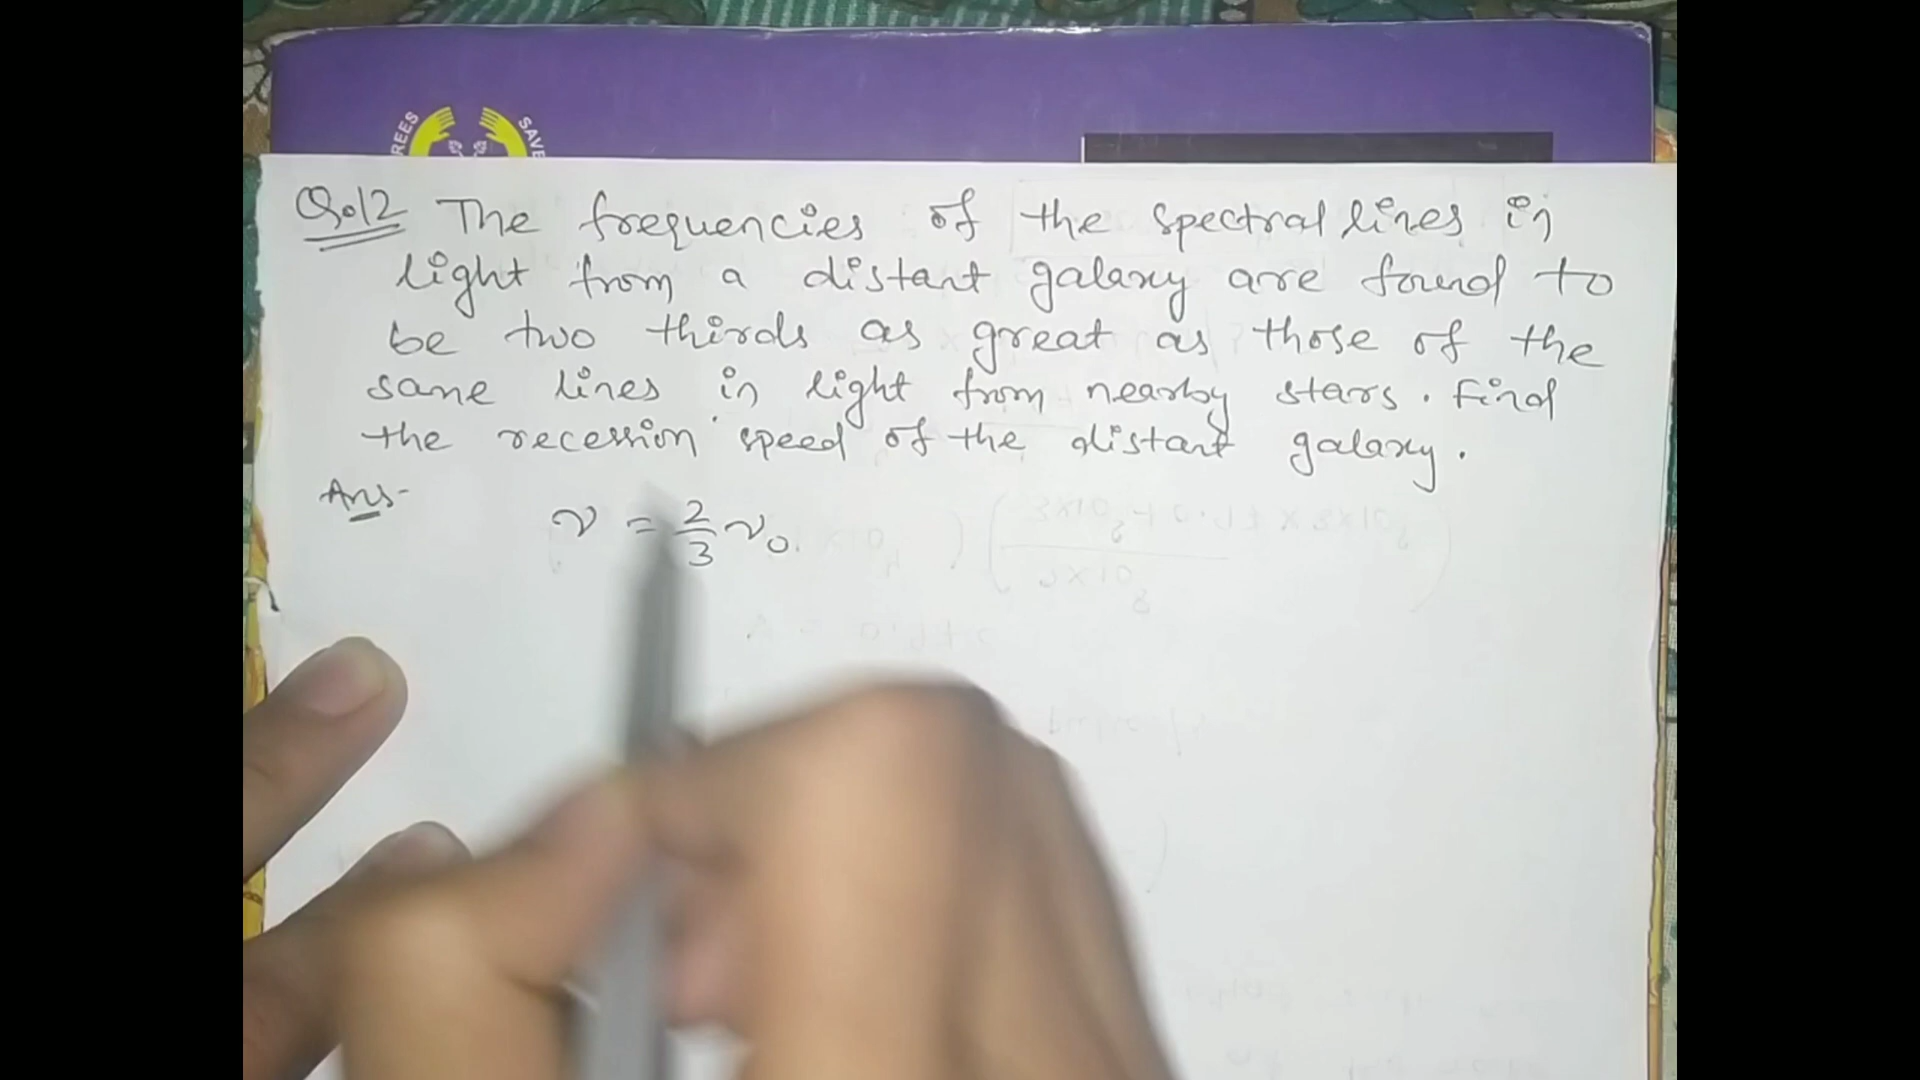 REES SAVE
Q.12 The frequencies of the spectral lines in
light from a distant galaxy are found to
be two thirds as great as those of the
same lines in light from nearby stars. Find
the recession speed of the distant galaxy.
Ans-
ν = 2/3 ν₀